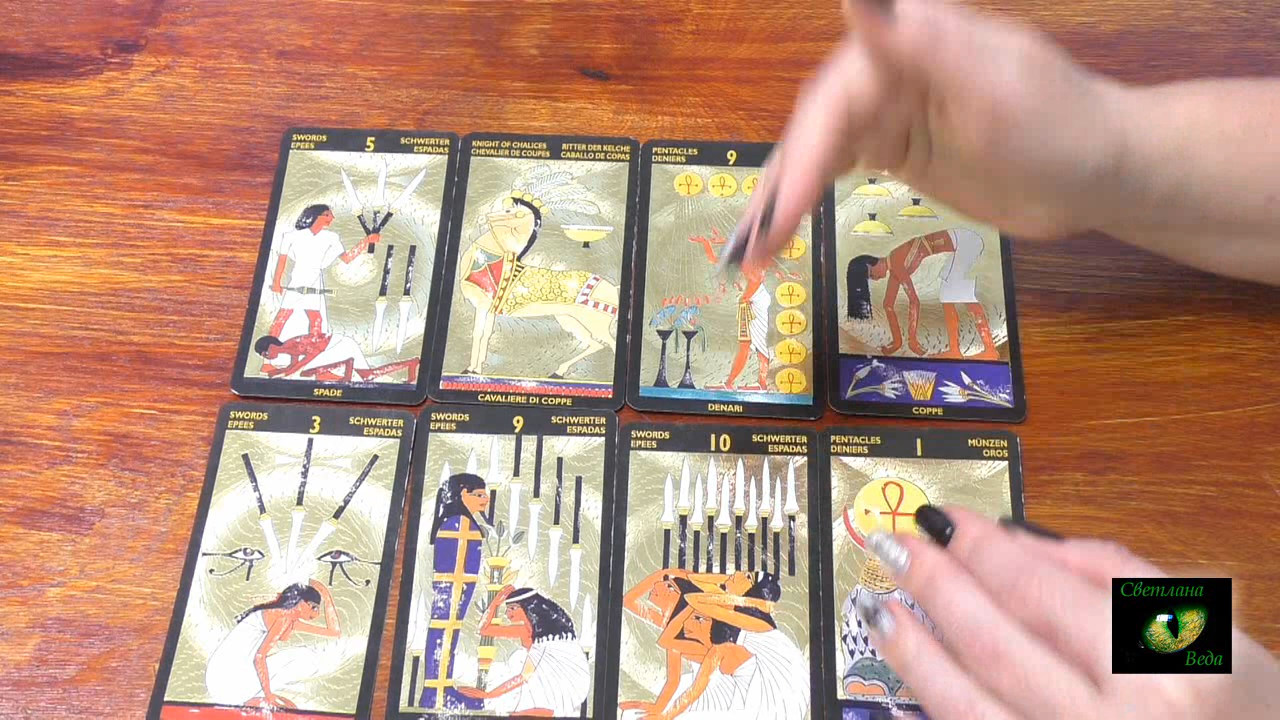 SWORDS
EPEES
5
SCHWERTER
ESPADAS
SPADE
KNIGHT OF CHALICES
CHEVALIER DE COUPES
RITTER DER KELCHE
CABALLO DE COPAS
CAVALIERE DI COPPE
PENTACLES
DENIERS
9
DENARI
COPPE
SWORDS
EPEES
3
SCHWERTER
ESPADAS
SWORDS
EPEES
9
SCHWERTER
ESPADAS
SWORDS
EPEES
10
SCHWERTER
ESPADAS
PENTACLES
DENIERS
1
MÜNZEN
OROS
Светлана
Веда